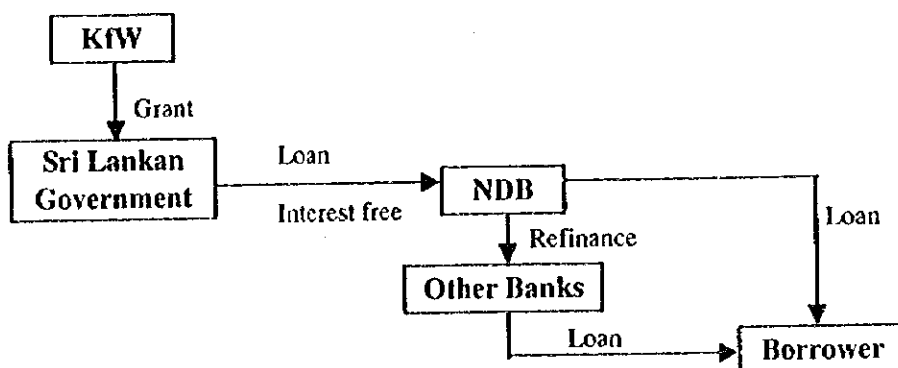 KfW
Grant
Sri Lankan
Government
Loan
Interest free
NDB
Refinance
Loan
Other Banks
Loan
Borrower